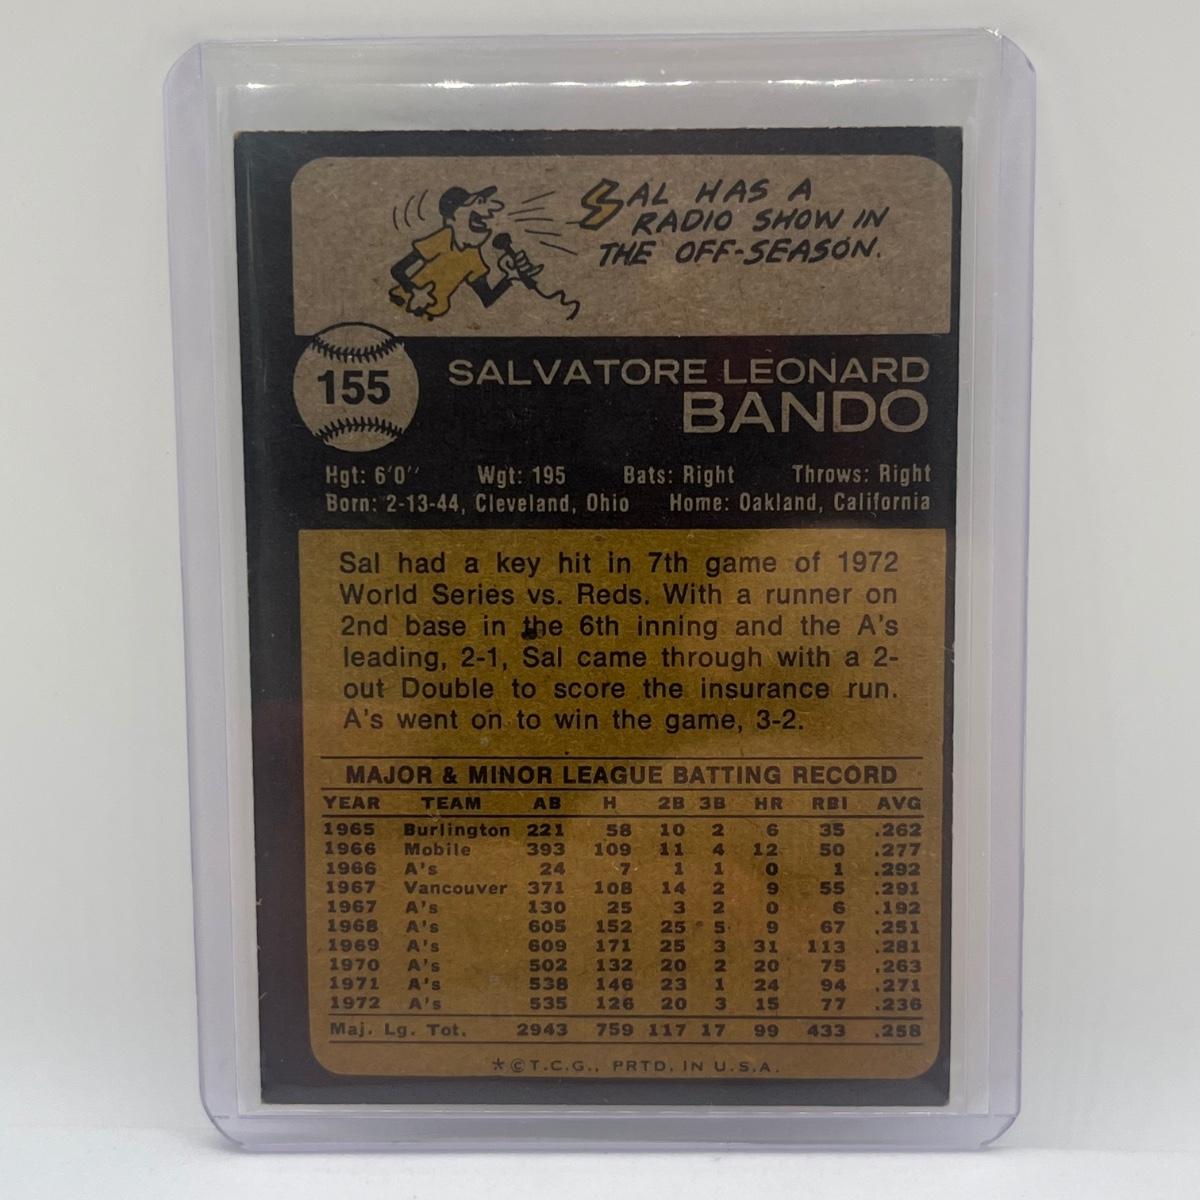 SAL HAS A
RADIO SHOW IN
THE OFF-SEASON.
155
SALVATORE LEONARD
BANDO
Hgt: 6'0" Wgt: 195 Bats: Right Throws: Right
Born: 2-13-44, Cleveland, Ohio Home: Oakland, California
Sal had a key hit in 7th game of 1972
World Series vs. Reds. With a runner on
2nd base in the 6th inning and the A's
leading, 2-1, Sal came through with a 2-
out Double to score the insurance run.
A's went on to win the game, 3-2.
MAJOR & MINOR LEAGUE BATTING RECORD
YEAR TEAM AB H 2B 3B HR RBI AVG
1965 Burlington 221 58 10 2 6 35 .262
1966 Mobile 393 109 11 4 12 50 .277
1966 A's 24 7 1 1 0 1 .292
1967 Vancouver 371 108 14 2 9 55 .291
1967 A's 130 25 3 2 0 6 .192
1968 A's 605 152 25 5 9 67 .251
1969 A's 609 171 25 3 31 113 .281
1970 A's 502 132 20 2 20 75 .263
1971 A's 538 146 23 1 24 94 .271
1972 A's 535 126 20 3 15 77 .236
Maj. Lg. Tot. 2943 759 117 17 99 433 .258
*©T.C.G., PRTD. IN U.S.A.